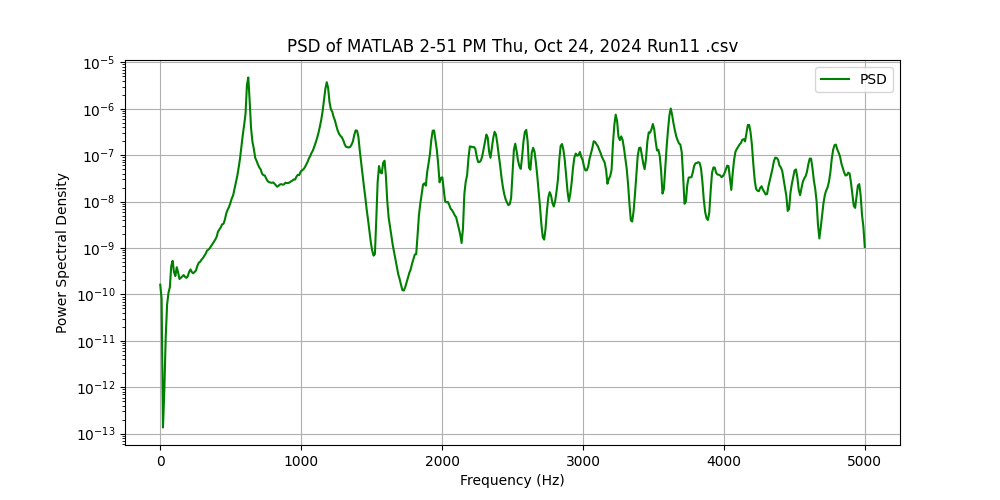 PSD of MATLAB 2-51 PM Thu, Oct 24, 2024 Run11 .csv
PSD
Power Spectral Density
10⁻⁵
10⁻⁶
10⁻⁷
10⁻⁸
10⁻⁹
10⁻¹⁰
10⁻¹¹
10⁻¹²
10⁻¹³
0 1000 2000 3000 4000 5000
Frequency (Hz)